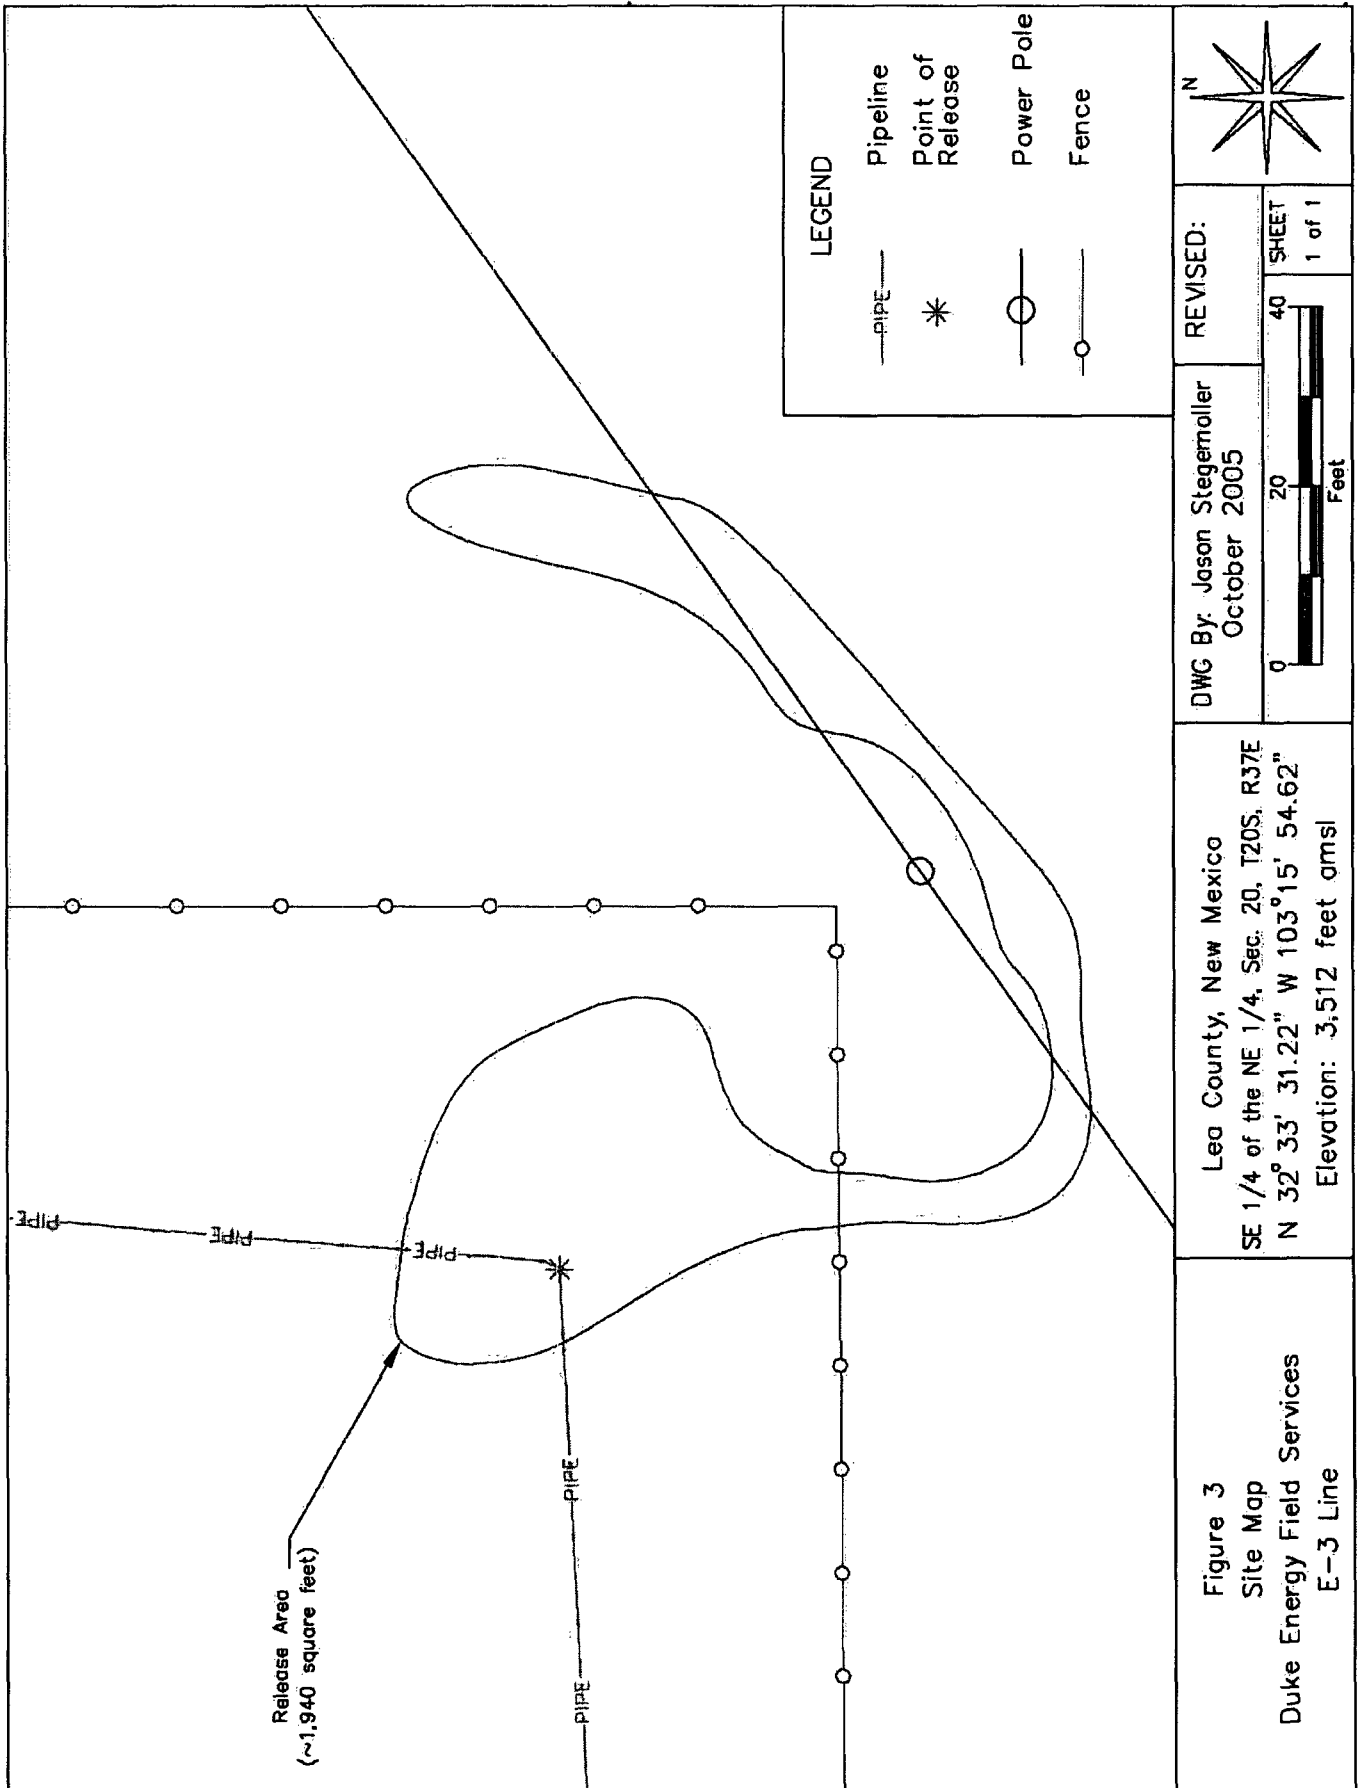 Release Area
(~1,940 square feet)
PIPE
PIPE
PIPE
PIPE
PIPE
LEGEND
PIPE
Pipeline
Point of
Release
Power Pole
Fence
Figure 3
Site Map
Duke Energy Field Services
E-3 Line
Lea County, New Mexico
SE 1/4 of the NE 1/4, Sec. 20, T20S, R37E
N 32° 33' 31.22" W 103° 15' 54.62"
Elevation: 3,512 feet amsl
DWG By: Jason Stegemoller
October 2005
REVISED:
0 20 40
Feet
SHEET
1 of 1
N